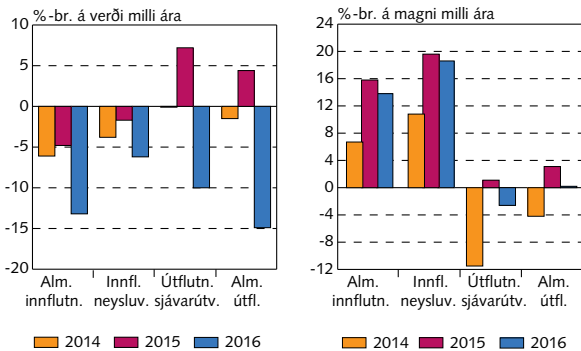 %-br. á verði milli ára
10
5
0
-5
-10
-15
-20
Alm. Innfl. Útflutn. Alm.
innflutn. neysluv. sjávarútv. útfl.
2014 2015 2016
%-br. á magni milli ára
24
20
16
12
8
4
0
-4
-8
-12
Alm. Innfl. Útflutn. Alm.
innflutn. neysluv. sjávarútv. útfl.
2014 2015 2016